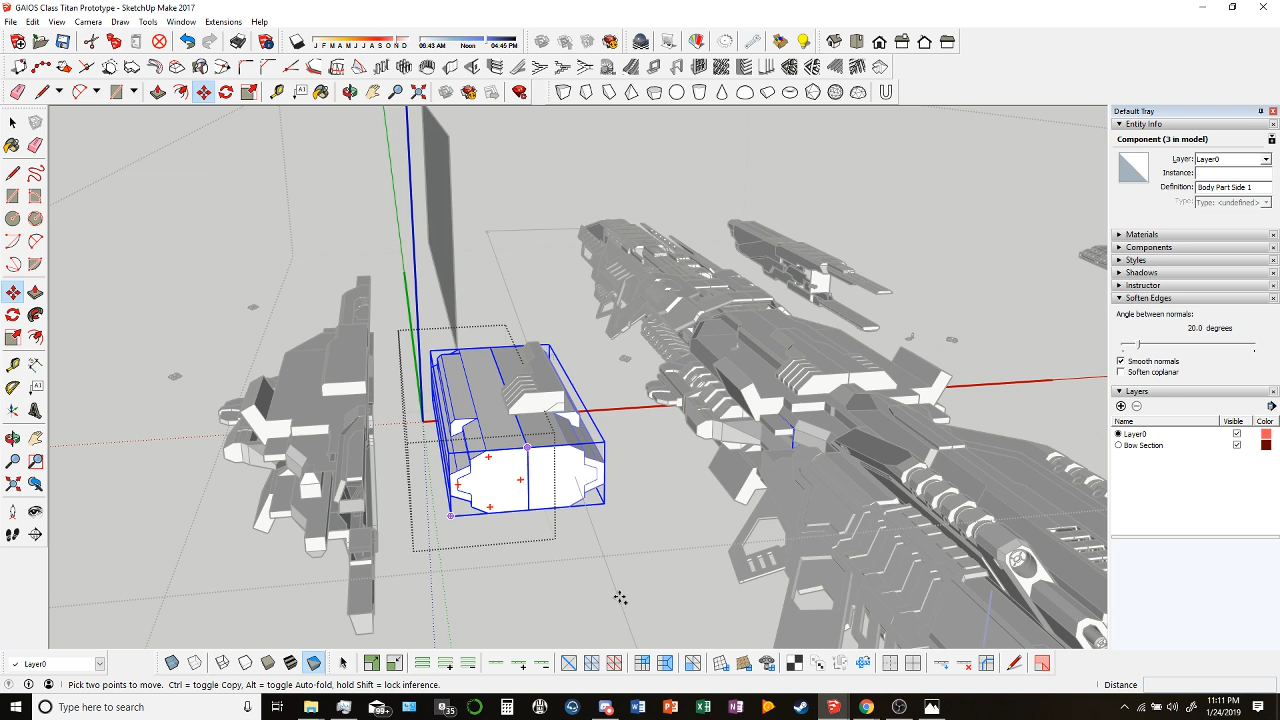 GAIOS Class Titan Prototype - SketchUp Make 2017
File Edit View Camera Draw Tools Window Extensions Help
J F M A M J J A S O N D 06:43 AM Noon 04:45 PM
Default Tray
Entity Info
Component (3 in model)
Layer: Layer0
Instance:
Definition: Body Part Side 1
Type: Type: <undefined>
Materials
Components
Styles
Shadows
Instructor
Soften Edges
Angle between normals:
20.0 degrees
Smooth normals
Soften coplanar
Layers
Name Visible Color
Layer0
Bow Section
Layer0
Pick two points to move. Ctrl = toggle Copy, Alt = toggle Auto-fold, hold Shift = lock inference.
Distance
Type here to search
99+
35
11:11 PM
1/24/2019